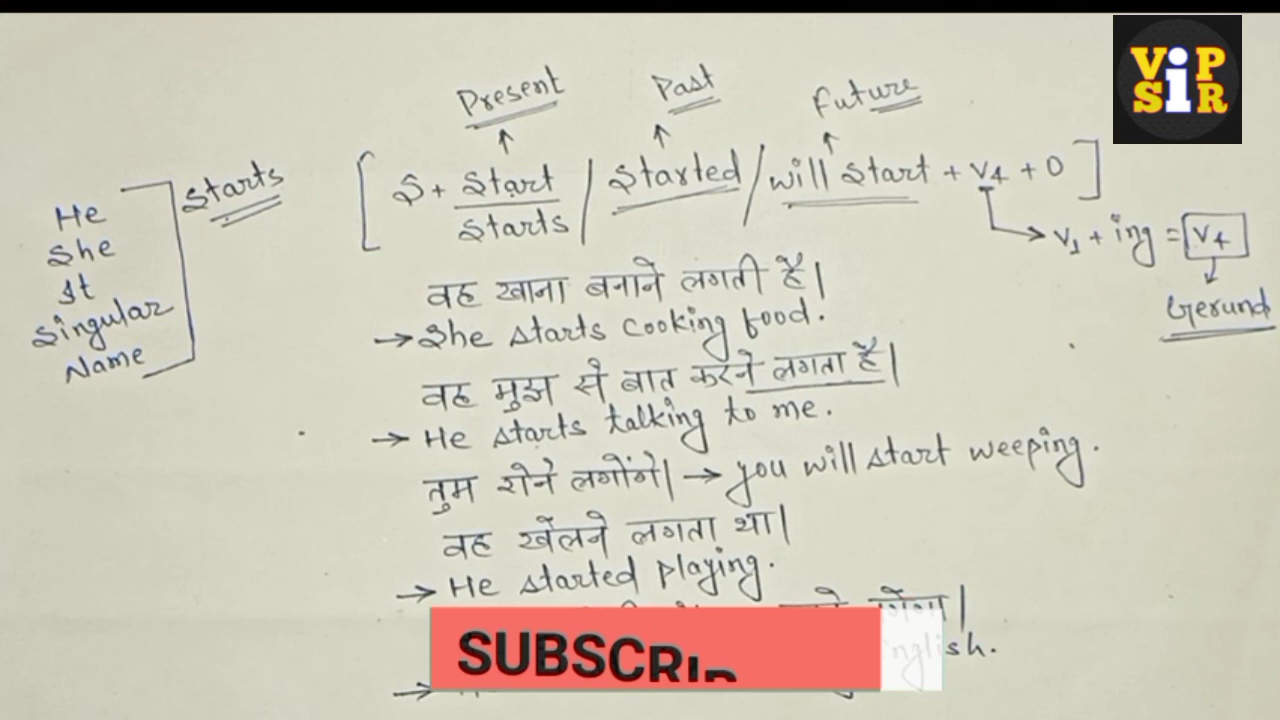 ViP SiR
Present Past Future
[ S + Start / Started / will start + V4 + O ]
Starts
starts
He
She
It
Singular
Name
V1 + ing = V4
Gerund
वह खाना बनाने लगती है|
→ She starts cooking food.
वह मुझ से बात करने लगता है|
→ He starts talking to me.
तुम रोने लगोंगे| → you will start weeping.
वह खेलने लगता था|
→ He started playing.
SUBSCRI
nglish.
→